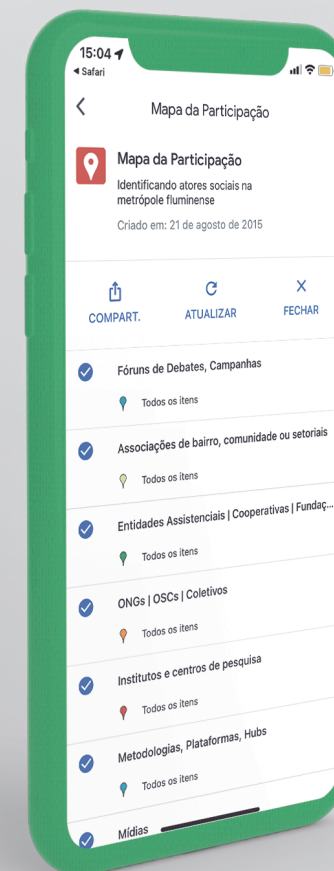 15:04
Safari
Mapa da Participação
Mapa da Participação
Identificando atores sociais na
metrópole fluminense
Criado em: 21 de agosto de 2015
COMPART.
ATUALIZAR
FECHAR
Fóruns de Debates, Campanhas
Todos os itens
Associações de bairro, comunidade ou setoriais
Todos os itens
Entidades Assistenciais | Cooperativas | Fundaç...
Todos os itens
ONGs | OSCs | Coletivos
Todos os itens
Institutos e centros de pesquisa
Todos os itens
Metodologias, Plataformas, Hubs
Todos os itens
Mídias